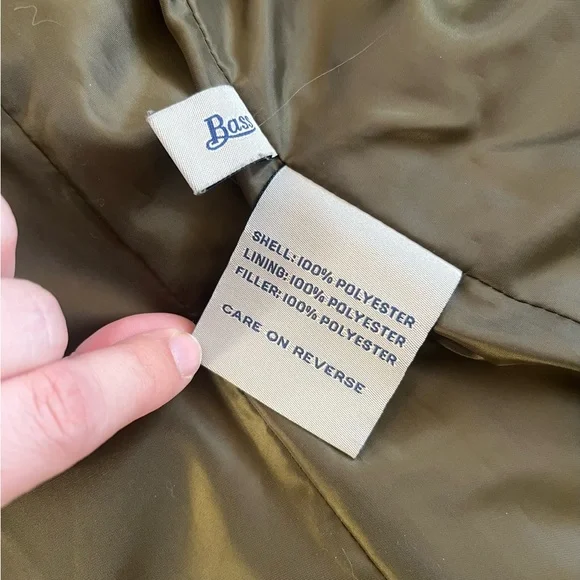 Bass
SHELL: 100% POLYESTER
LINING: 100% POLYESTER
FILLER: 100% POLYESTER
CARE ON REVERSE